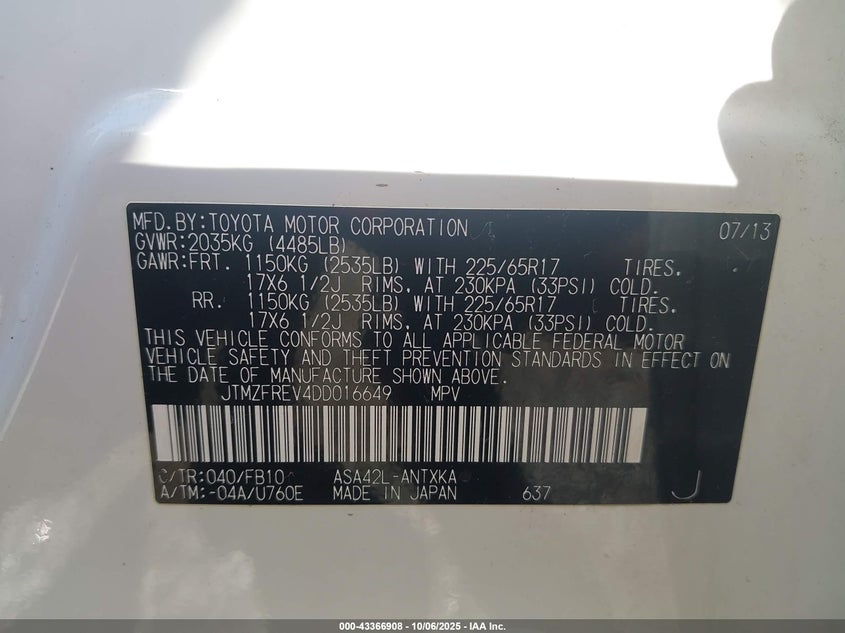 MFD.BY:TOYOTA MOTOR CORPORATION 07/13
GVWR:2035KG (4485LB)
GAWR:FRT. 1150KG (2535LB) WITH 225/65R17 TIRES.
17X6 1/2J RIMS, AT 230KPA (33PSI) COLD.
RR. 1150KG (2535LB) WITH 225/65R17 TIRES.
17X6 1/2J RIMS, AT 230KPA (33PSI) COLD.
THIS VEHICLE CONFORMS TO ALL APPLICABLE FEDERAL MOTOR
VEHICLE SAFETY AND THEFT PREVENTION STANDARDS IN EFFECT ON
THE DATE OF MANUFACTURE SHOWN ABOVE.
JTMZFREV4DD016649 MPV
C/TR:040/FB10 ASA42L-ANTXKA
A/TM:-04A/U760E MADE IN JAPAN 637 J
000-43366908 - 10/06/2025 - IAA Inc.